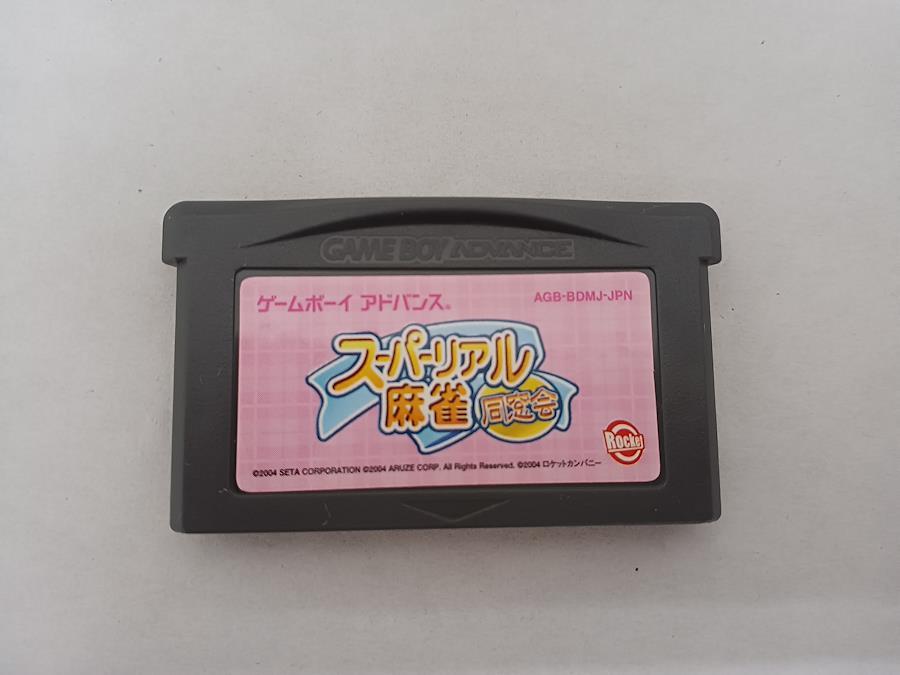 GAME BOY ADVANCE
ゲームボーイ アドバンス® AGB-BDMJ-JPN
スーパーリアル
麻雀 同窓会
Rocket
©2004 SETA CORPORATION ©2004 ARUZE CORP. All Rights Reserved. ©2004 ロケットカンパニー